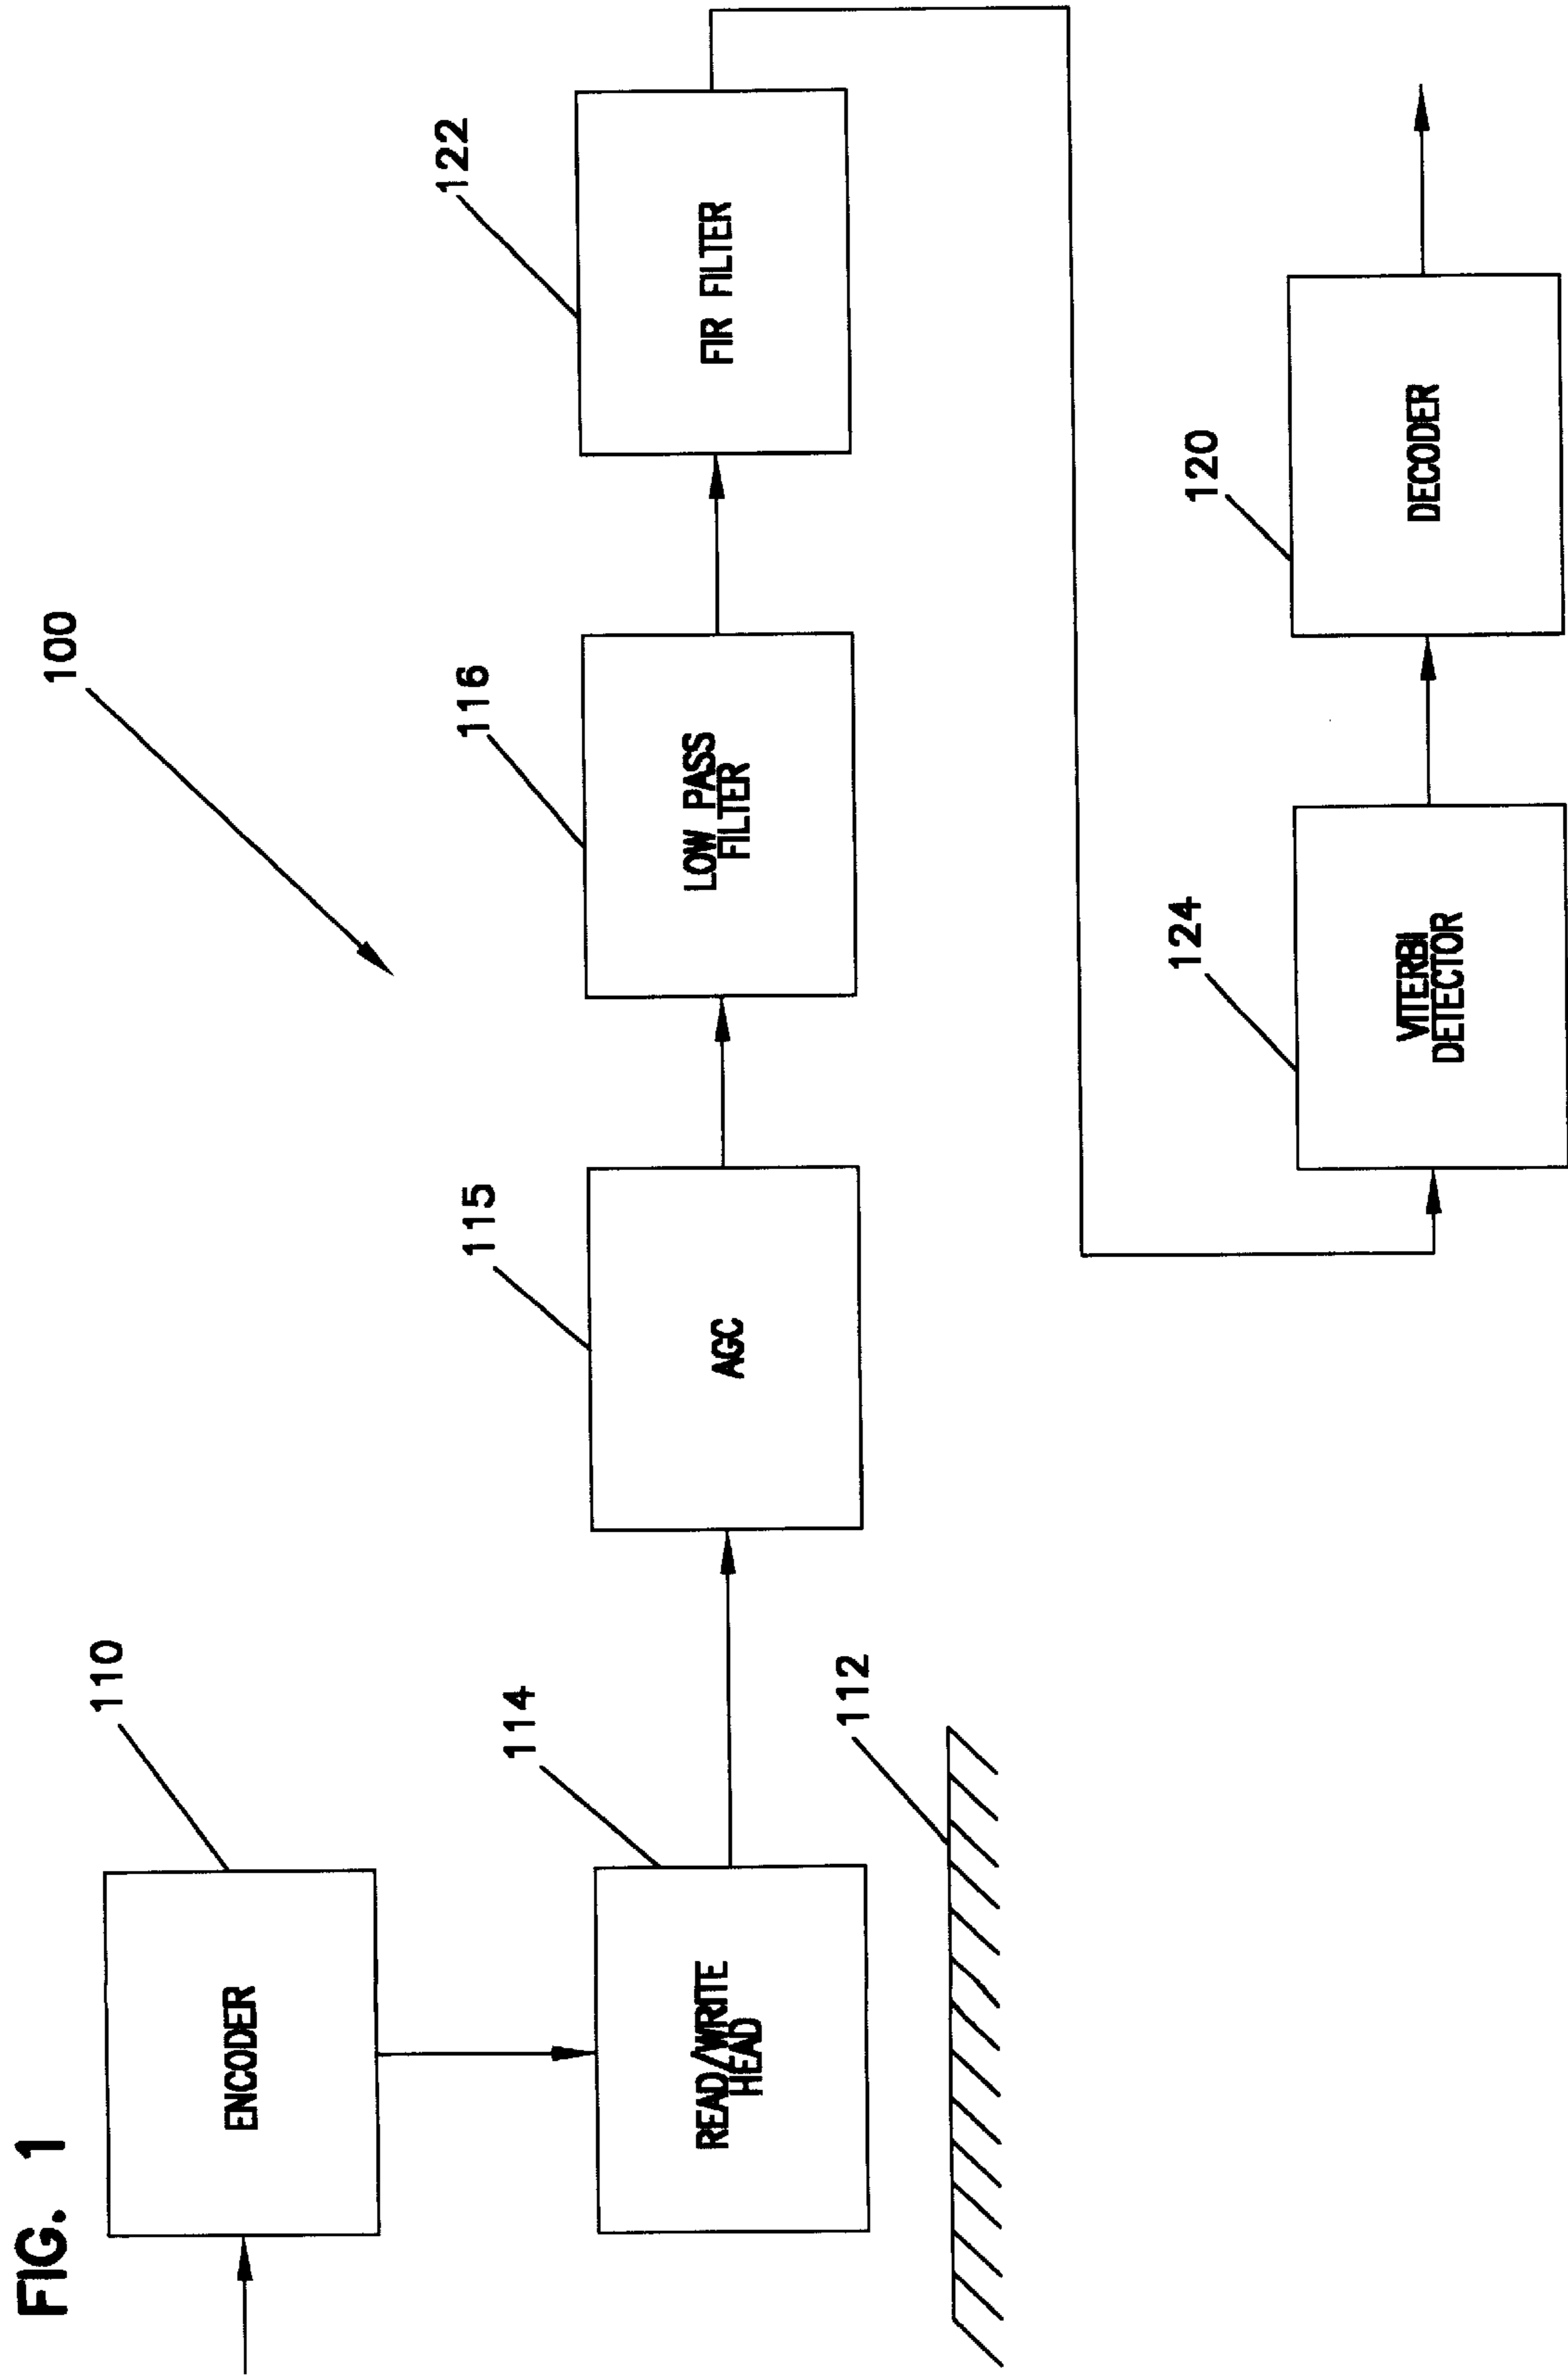 FIG. 1
100
110
ENCODER
114
READ/WRITE
HEAD
112
115
AGC
116
LOW PASS
FILTER
122
FIR FILTER
124
VITERBI
DETECTOR
120
DECODER